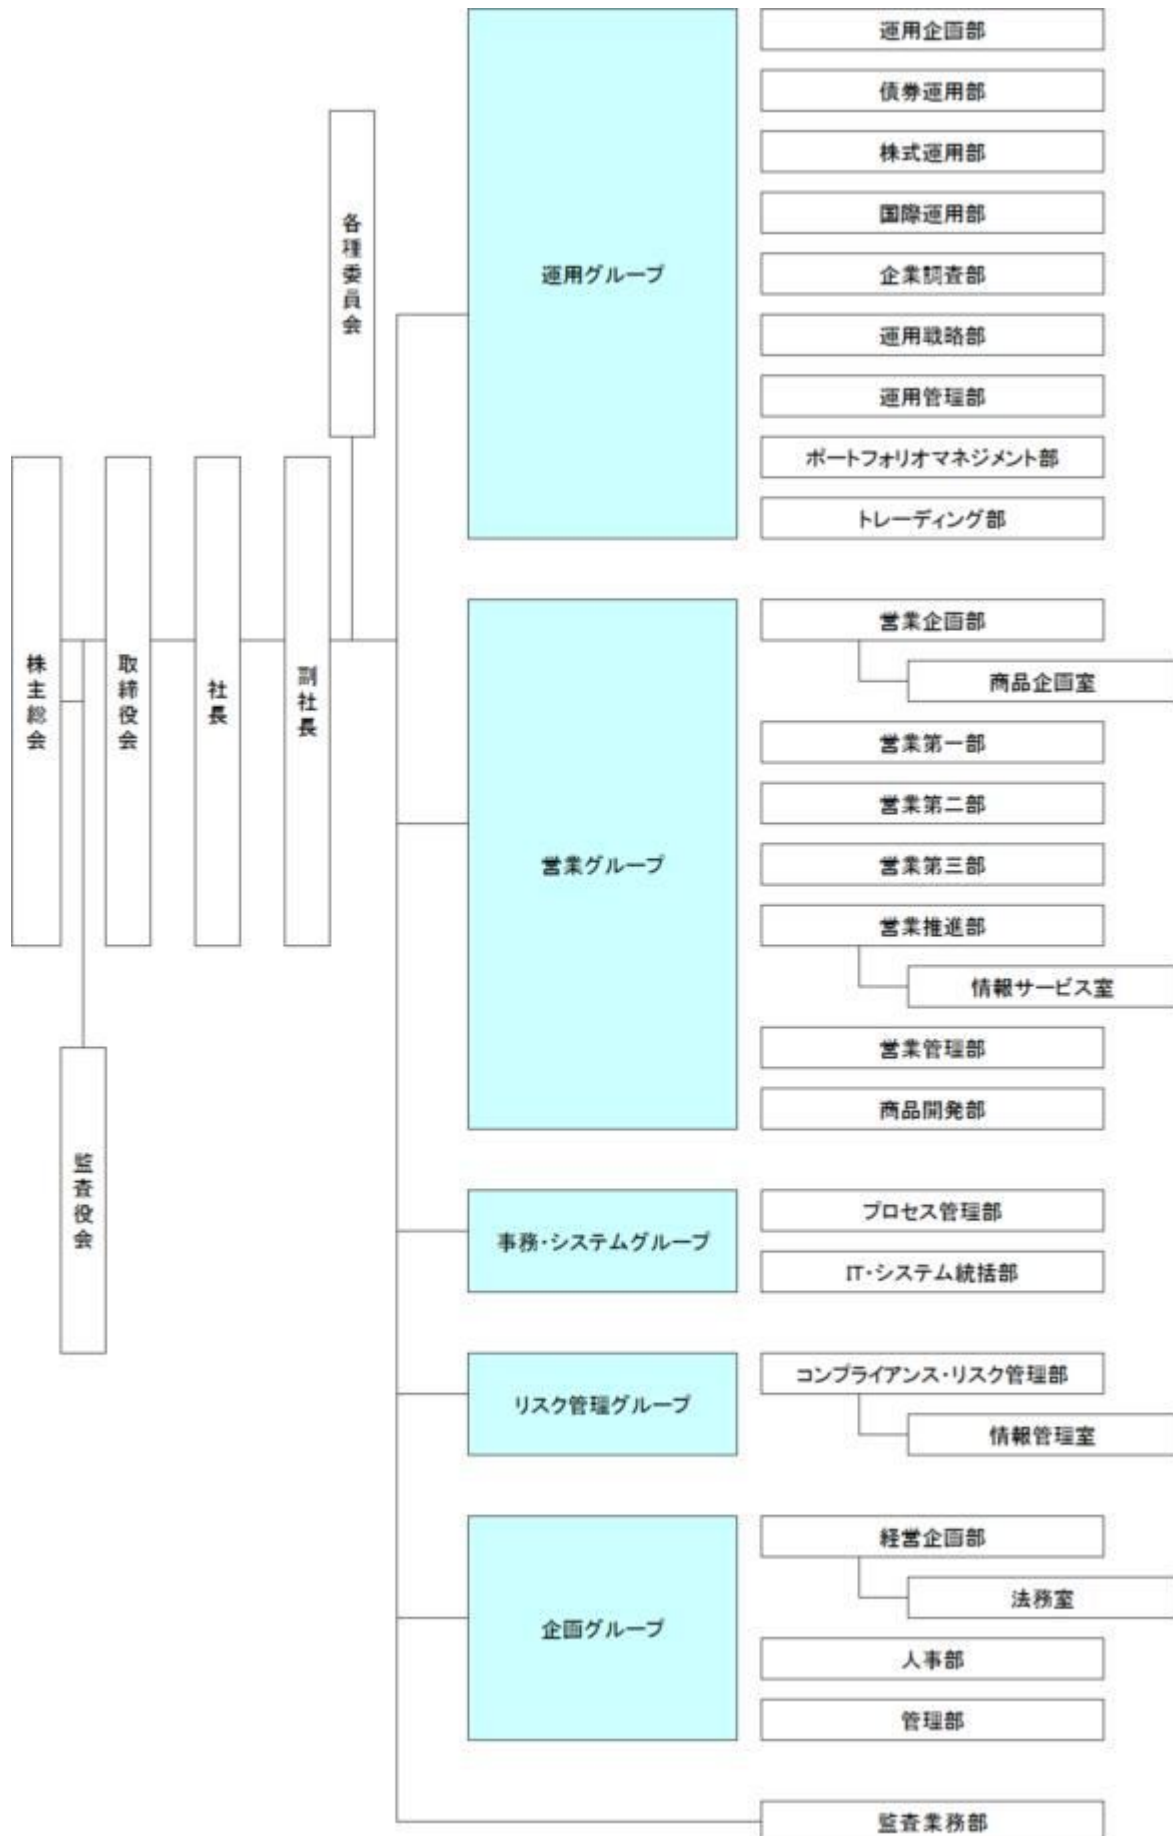 株主総会
取締役会
監査役会
社長
副社長
各種委員会
運用グループ
運用企画部
債券運用部
株式運用部
国際運用部
企業調査部
運用戦略部
運用管理部
ポートフォリオマネジメント部
トレーディング部
営業グループ
営業企画部
商品企画室
営業第一部
営業第二部
営業第三部
営業推進部
情報サービス室
営業管理部
商品開発部
事務・システムグループ
プロセス管理部
IT・システム統括部
リスク管理グループ
コンプライアンス・リスク管理部
情報管理室
企画グループ
経営企画部
法務室
人事部
管理部
監査業務部